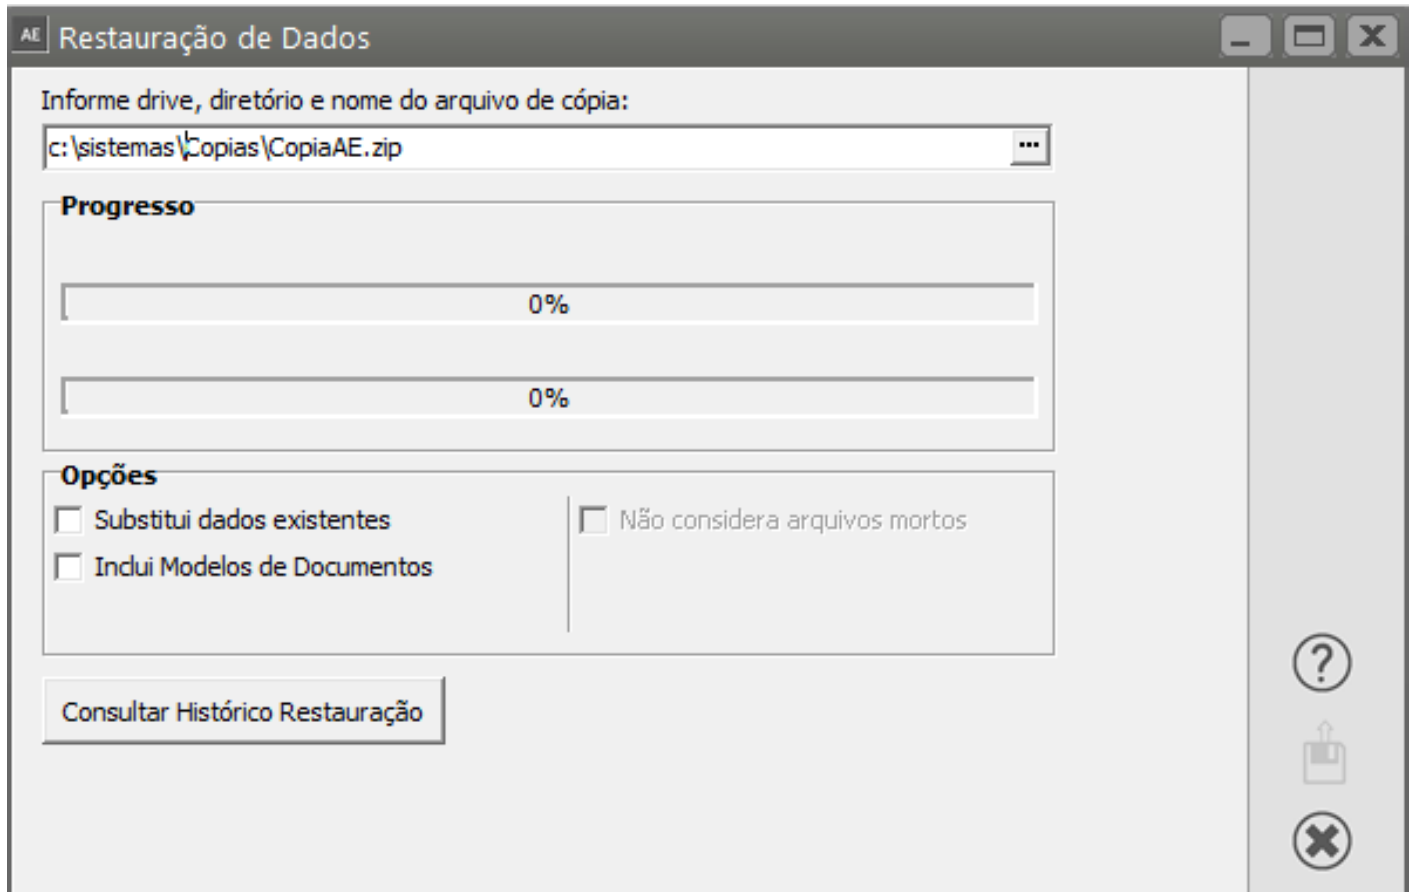 AE Restauração de Dados
Informe drive, diretório e nome do arquivo de cópia:
c:\sistemas\Copias\CopiaAE.zip
...
Progresso
0%
0%
Opções
Substitui dados existentes
Não considera arquivos mortos
Inclui Modelos de Documentos
Consultar Histórico Restauração
?